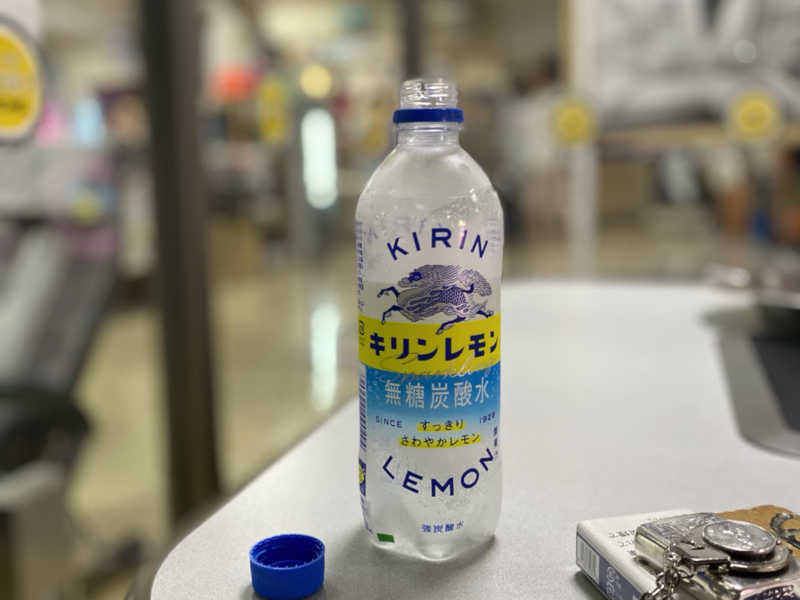 KIRIN
キリンレモン
無糖炭酸水
SINCE 1928
すっきり
さわやかレモン
LEMON
強炭酸水